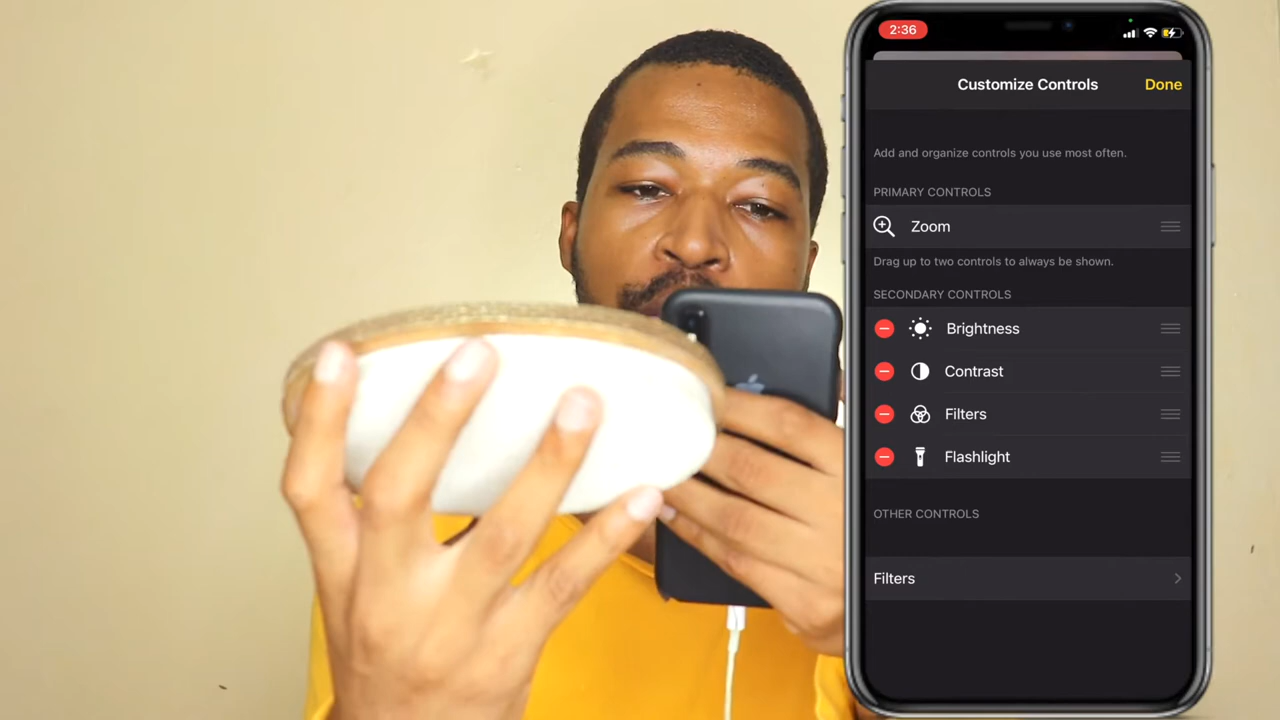 2:36
Customize Controls
Done
Add and organize controls you use most often.
PRIMARY CONTROLS
Zoom
Drag up to two controls to always be shown.
SECONDARY CONTROLS
Brightness
Contrast
Filters
Flashlight
OTHER CONTROLS
Filters